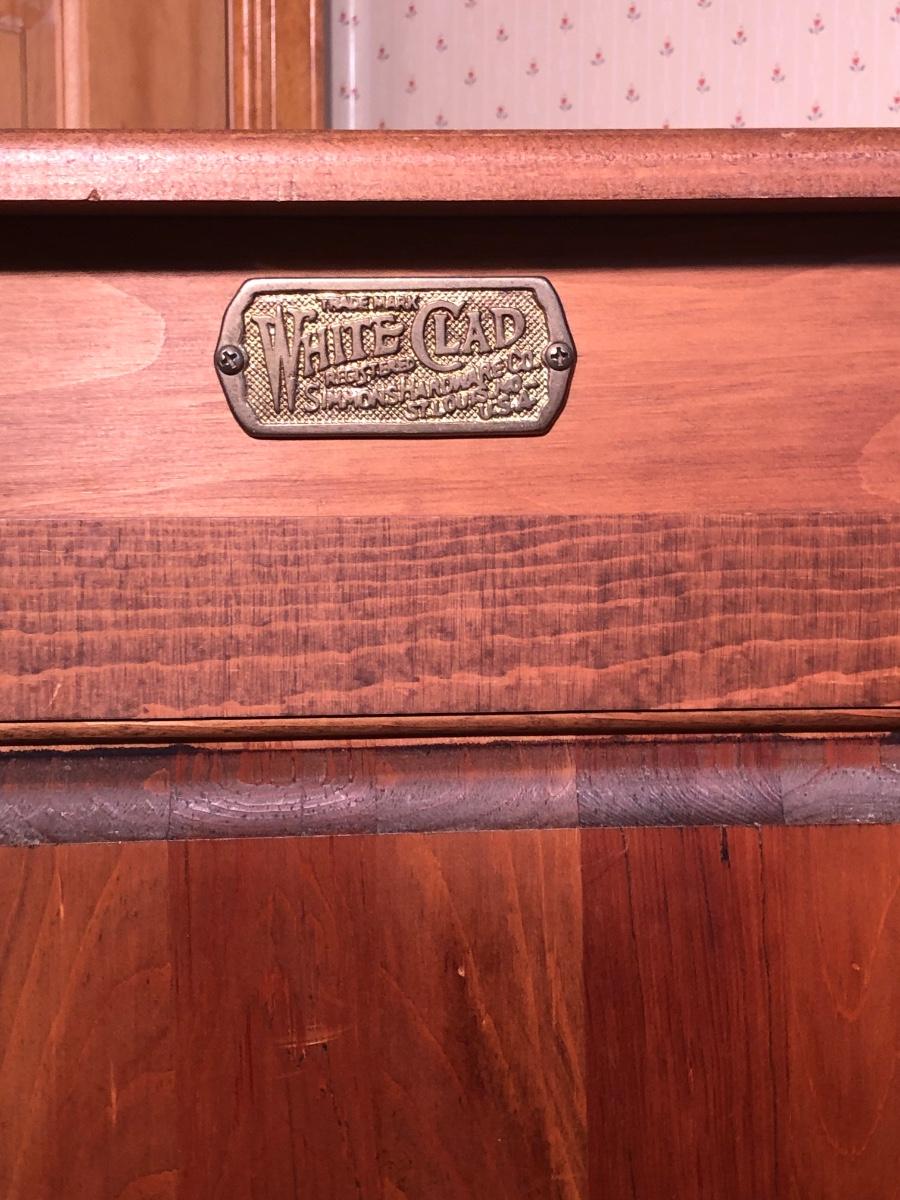 TRADE MARK
WHITE CLAD
REGISTERED
SIMMONS HARDWARE CO.
ST. LOUIS, MO.
U.S.A.